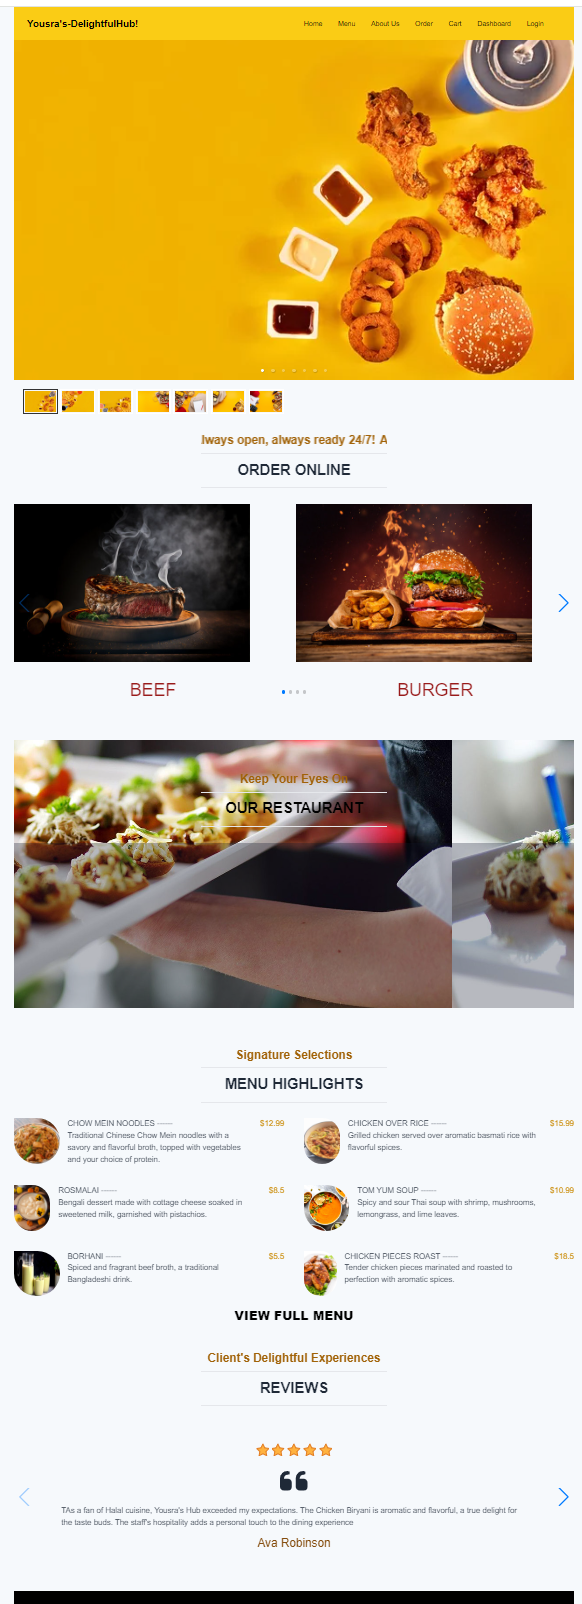 Yousra's-DelightfulHub!
Home Menu About Us Order Cart Dashboard Login
lways open, always ready 24/7! A
ORDER ONLINE
BEEF
BURGER
Keep Your Eyes On
OUR RESTAURANT
Signature Selections
MENU HIGHLIGHTS
CHOW MEIN NOODLES -------
$12.99
Traditional Chinese Chow Mein noodles with a
savory and flavorful broth, topped with vegetables
and your choice of protein.
CHICKEN OVER RICE -------
$15.99
Grilled chicken served over aromatic basmati rice with
flavorful spices.
ROSMALAI -------
$8.5
Bengali dessert made with cottage cheese soaked in
sweetened milk, garnished with pistachios.
TOM YUM SOUP -------
$10.99
Spicy and sour Thai soup with shrimp, mushrooms,
lemongrass, and lime leaves.
BORHANI -------
$5.5
Spiced and fragrant beef broth, a traditional
Bangladeshi drink.
CHICKEN PIECES ROAST -------
$18.5
Tender chicken pieces marinated and roasted to
perfection with aromatic spices.
VIEW FULL MENU
Client's Delightful Experiences
REVIEWS
TAs a fan of Halal cuisine, Yousra's Hub exceeded my expectations. The Chicken Biryani is aromatic and flavorful, a true delight for
the taste buds. The staff's hospitality adds a personal touch to the dining experience
Ava Robinson